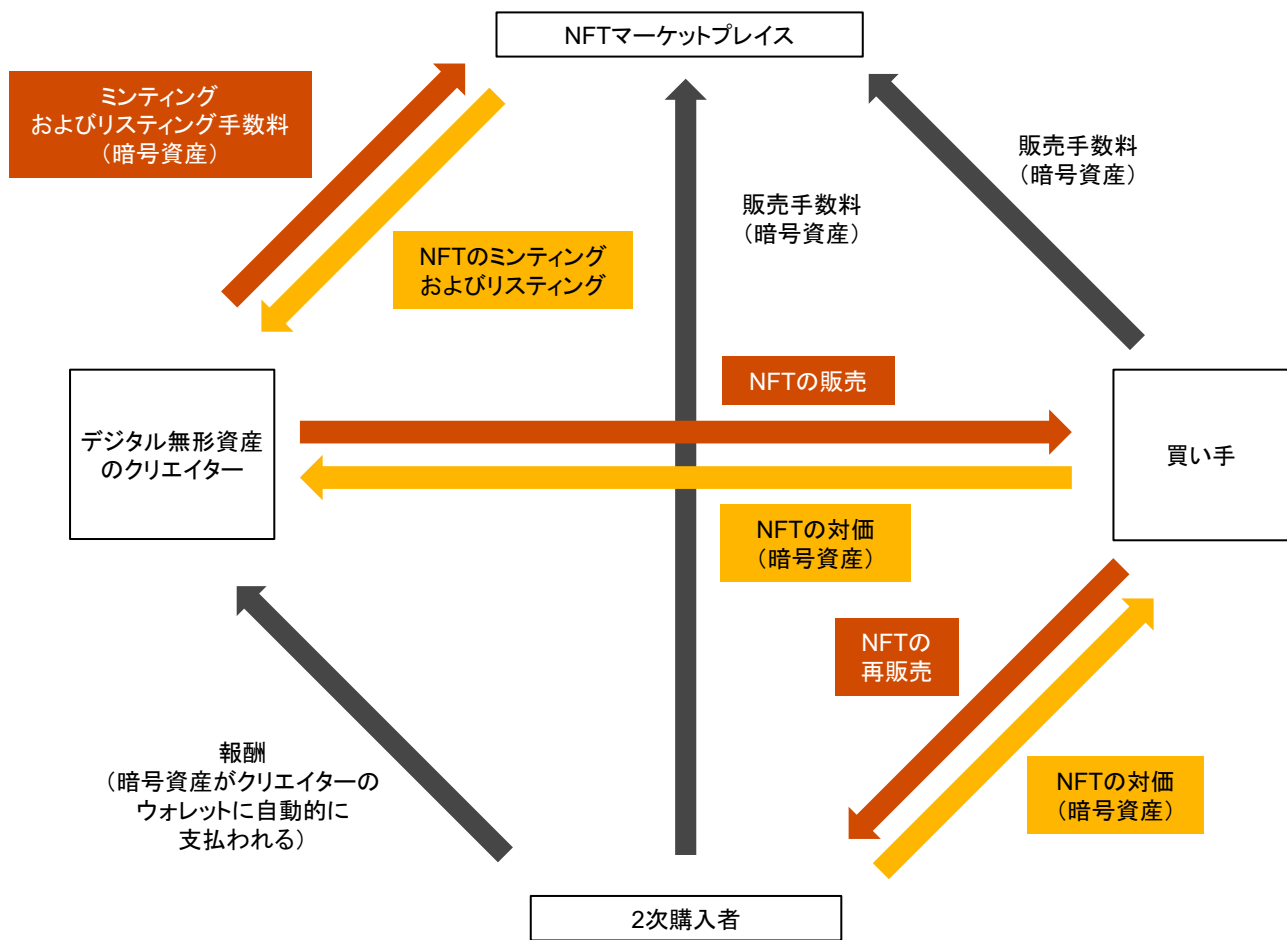 NFTマーケットプレイス
ミンティング
およびリスティング手数料
（暗号資産）
販売手数料
（暗号資産）
販売手数料
（暗号資産）
NFTのミンティング
およびリスティング
NFTの販売
デジタル無形資産
のクリエイター
買い手
NFTの対価
（暗号資産）
NFTの
再販売
報酬
（暗号資産がクリエイターの
ウォレットに自動的に
支払われる）
NFTの対価
（暗号資産）
2次購入者